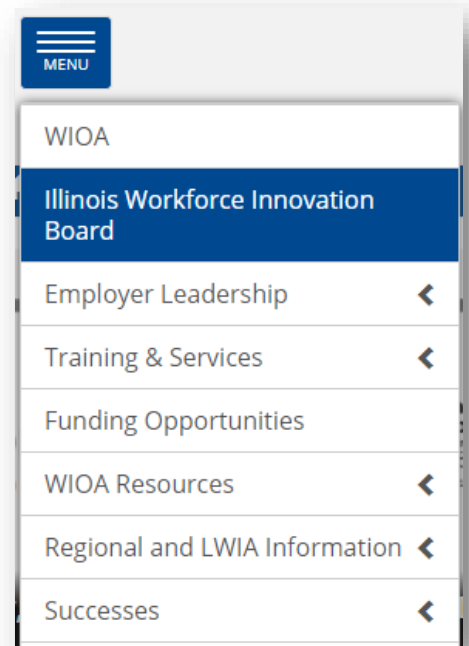 MENU
WIOA
Illinois Workforce Innovation
Board
Employer Leadership
Training & Services
Funding Opportunities
WIOA Resources
Regional and LWIA Information
Successes